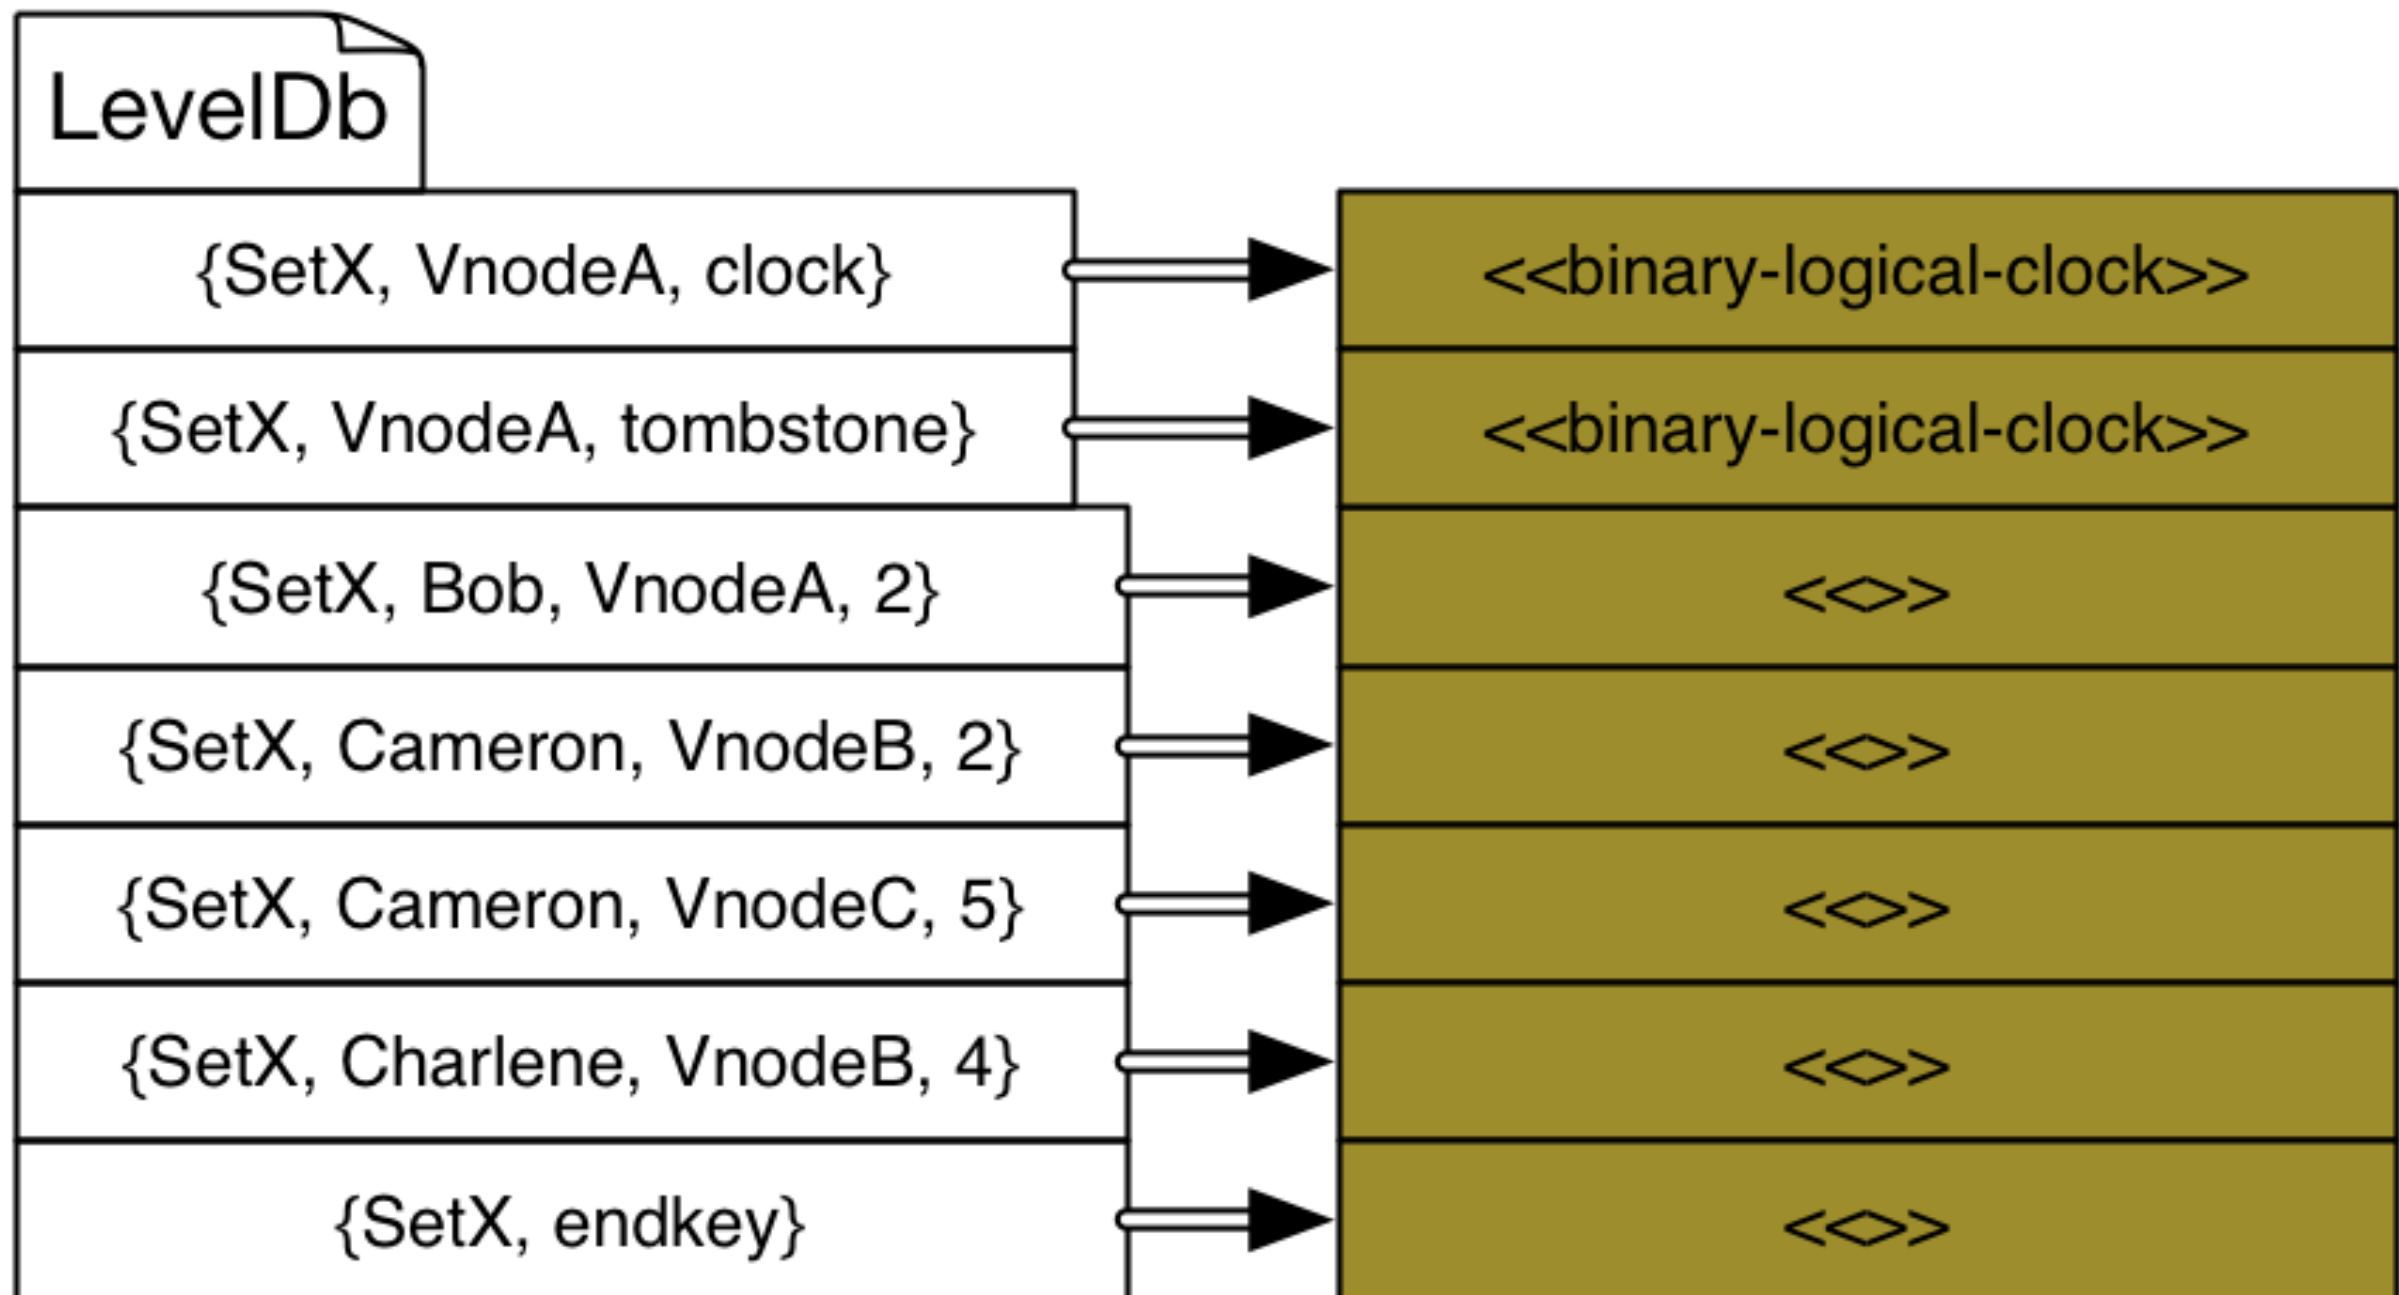 LevelDb
{SetX, VnodeA, clock} <<binary-logical-clock>>
{SetX, VnodeA, tombstone} <<binary-logical-clock>>
{SetX, Bob, VnodeA, 2} <<>>
{SetX, Cameron, VnodeB, 2} <<>>
{SetX, Cameron, VnodeC, 5} <<>>
{SetX, Charlene, VnodeB, 4} <<>>
{SetX, endkey} <<>>